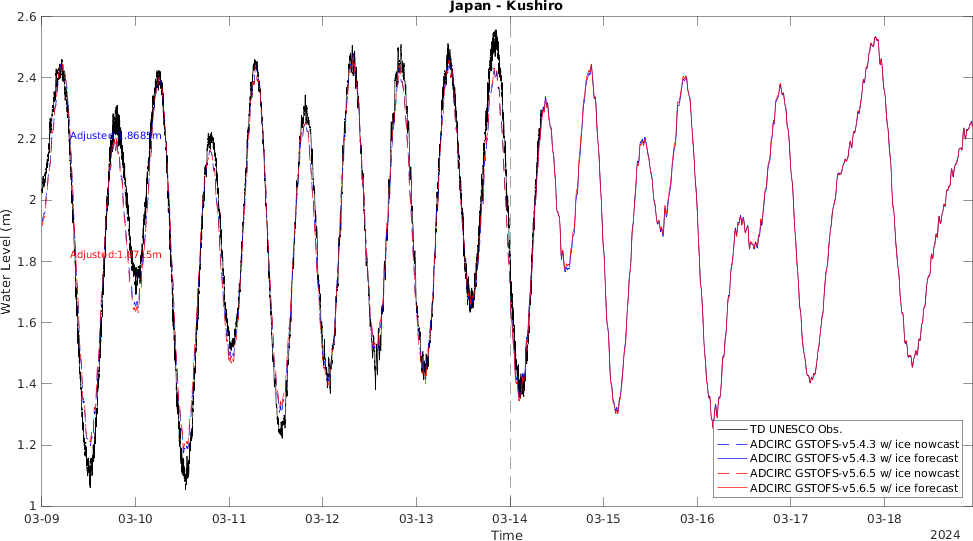 Japan - Kushiro
2.6
2.4
2.2
2
1.8
1.6
1.4
1.2
1
Water Level (m)
03-09
03-10
03-11
03-12
03-13
03-14
03-15
03-16
03-17
03-18
Time
2024
TD UNESCO Obs.
ADCIRC GSTOFS-v5.4.3 w/ ice nowcast
ADCIRC GSTOFS-v5.4.3 w/ ice forecast
ADCIRC GSTOFS-v5.6.5 w/ ice nowcast
ADCIRC GSTOFS-v5.6.5 w/ ice forecast